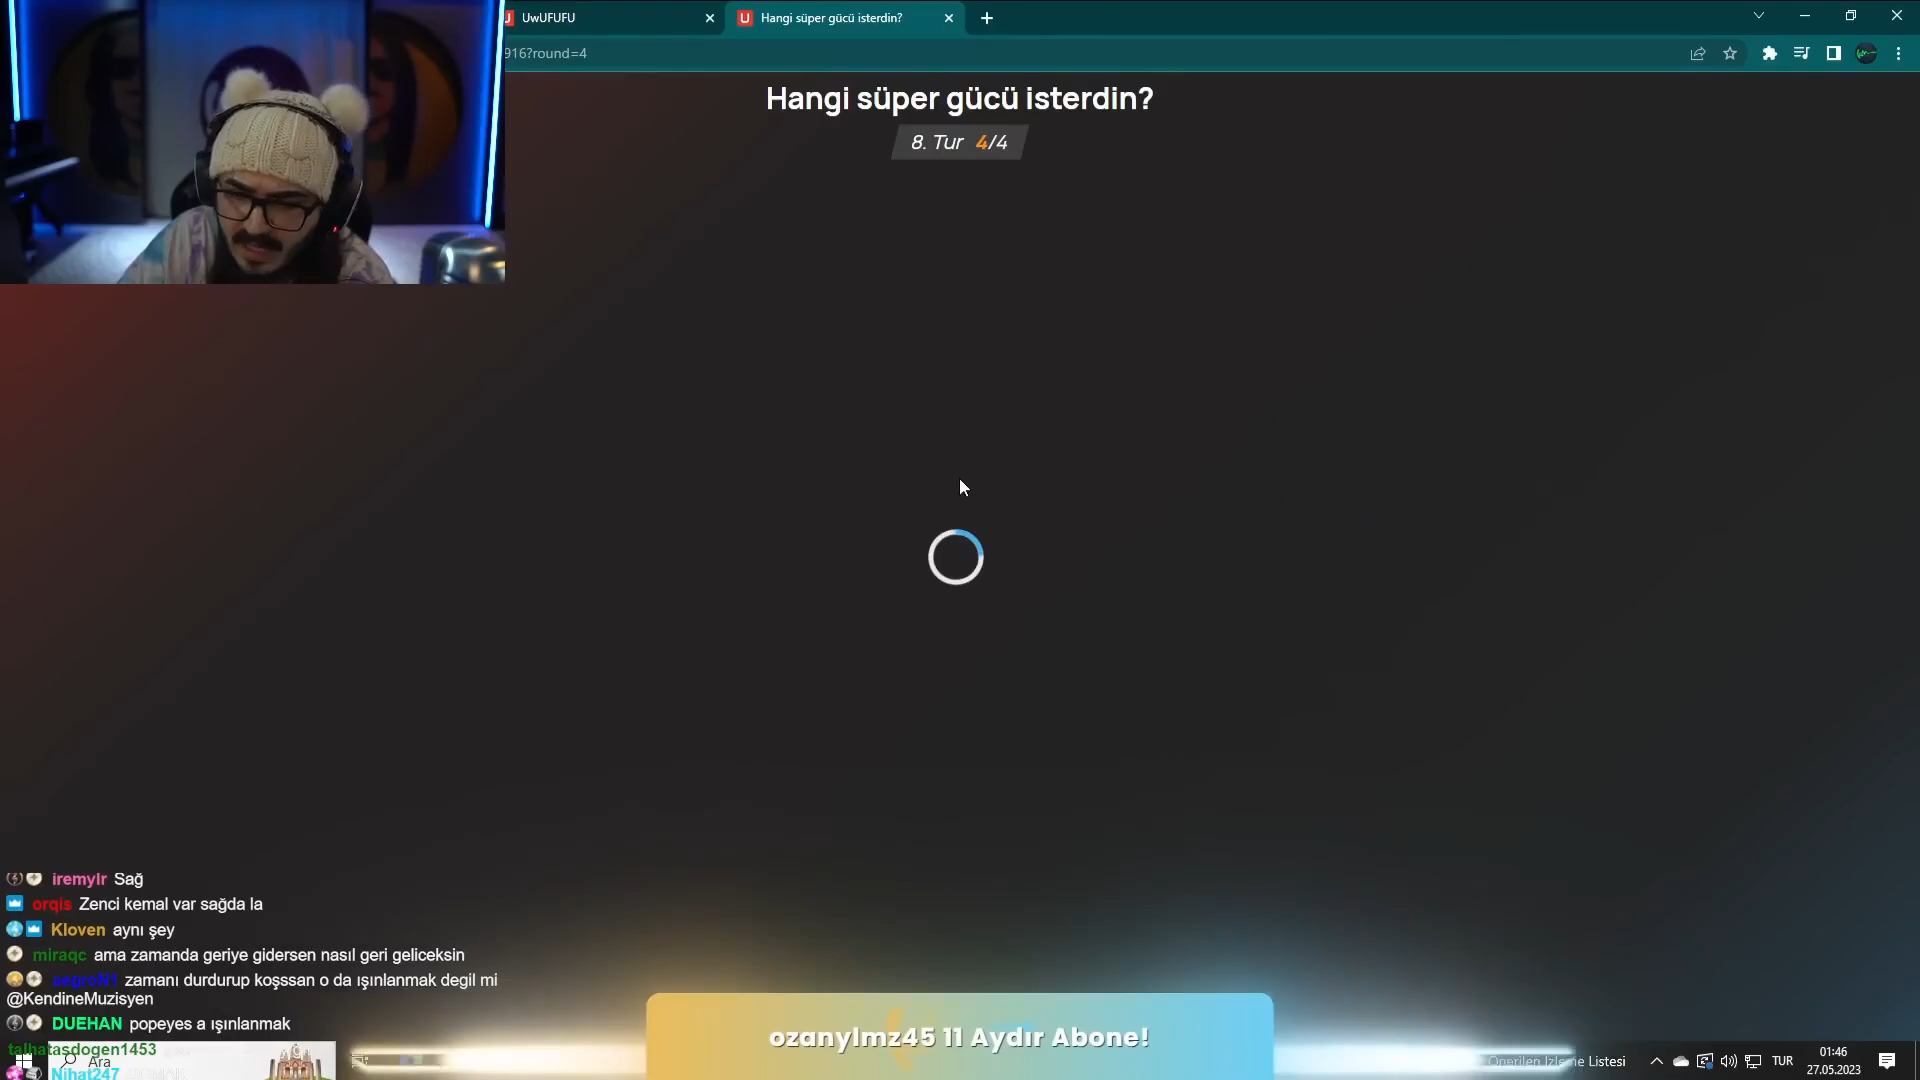 UwUFUFU
Hangi süper gücü isterdin?
916?round=4
Hangi süper gücü isterdin?
8. Tur 4/4
iremylr Sağ
orqis Zenci kemal var sağda la
Kloven aynı şey
miraqc ama zamanda geriye gidersen nasıl geri geliceksin
aegroN1 zamanı durdurup koşssan o da ışınlanmak degil mi
@KendineMuzisyen
DUEHAN popeyes a ışınlanmak
talhatasdogen1453
Ara
Nihat247
ozanylmz45 11 Aydır Abone!
Önerilen İzleme Listesi
TUR
01:46
27.05.2023